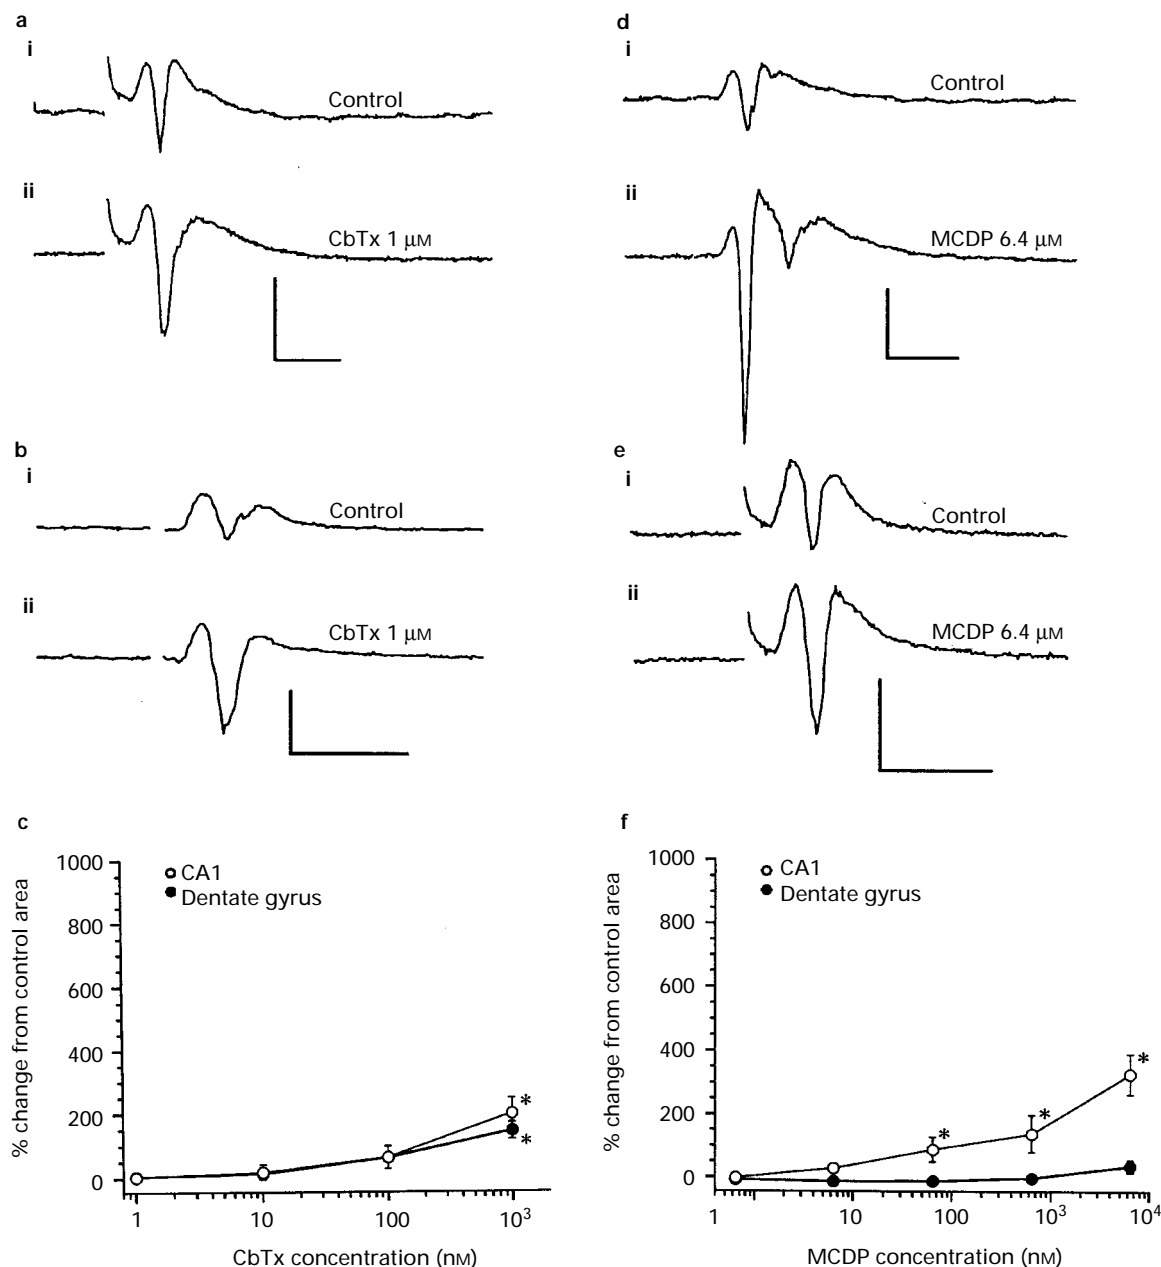 a
i
Control
ii
CbTx 1 μM
b
i
Control
ii
CbTx 1 μM
c
1000
800
600
400
200
0
% change from control area
CA1
Dentate gyrus
*
*
1 10 100 10³
CbTx concentration (nM)
d
i
Control
ii
MCDP 6.4 μM
e
i
Control
ii
MCDP 6.4 μM
f
1000
800
600
400
200
0
% change from control area
CA1
Dentate gyrus
*
*
*
1 10 100 10³ 10⁴
MCDP concentration (nM)